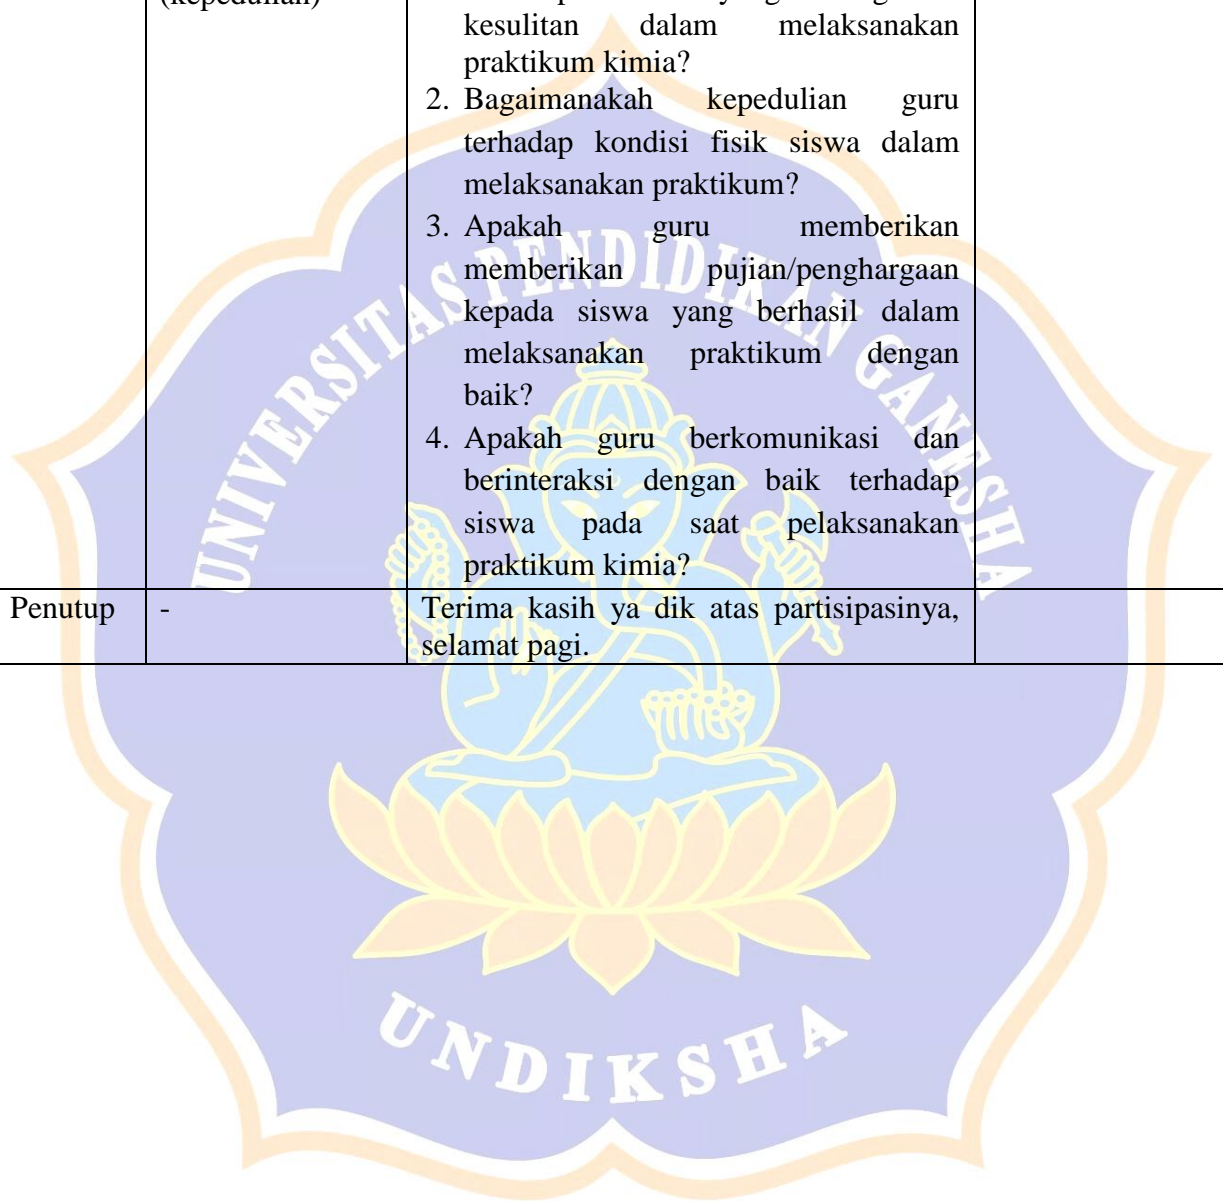 (kepedulian)
kesulitan dalam melaksanakan
praktikum kimia?
2. Bagaimanakah kepedulian guru
terhadap kondisi fisik siswa dalam
melaksanakan praktikum?
3. Apakah guru memberikan
memberikan pujian/penghargaan
kepada siswa yang berhasil dalam
melaksanakan praktikum dengan
baik?
4. Apakah guru berkomunikasi dan
berinteraksi dengan baik terhadap
siswa pada saat pelaksanakan
praktikum kimia?
Penutup - Terima kasih ya dik atas partisipasinya,
selamat pagi.
UNIVERSITAS PENDIDIKAN GANESHA
UNDIKSHA